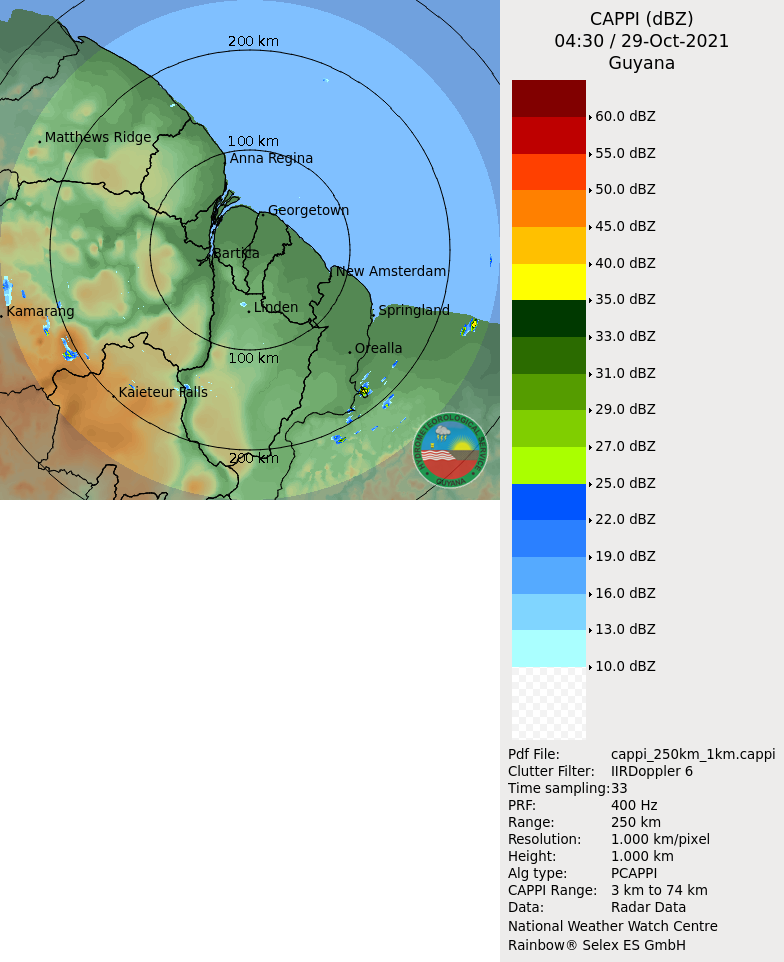 200 km
Matthews Ridge
100 km
Anna Regina
Georgetown
Bartica
New Amsterdam
Kamarang
Linden
Springland
Orealla
100 km
Kaieteur Falls
200 km
HYDROMETEOROLOGICAL SERVICE
GUYANA
CAPPI (dBZ)
04:30 / 29-Oct-2021
Guyana
60.0 dBZ
55.0 dBZ
50.0 dBZ
45.0 dBZ
40.0 dBZ
35.0 dBZ
33.0 dBZ
31.0 dBZ
29.0 dBZ
27.0 dBZ
25.0 dBZ
22.0 dBZ
19.0 dBZ
16.0 dBZ
13.0 dBZ
10.0 dBZ
Pdf File: cappi_250km_1km.cappi
Clutter Filter: IIRDoppler 6
Time sampling:33
PRF: 400 Hz
Range: 250 km
Resolution: 1.000 km/pixel
Height: 1.000 km
Alg type: PCAPPI
CAPPI Range: 3 km to 74 km
Data: Radar Data
National Weather Watch Centre
Rainbow® Selex ES GmbH